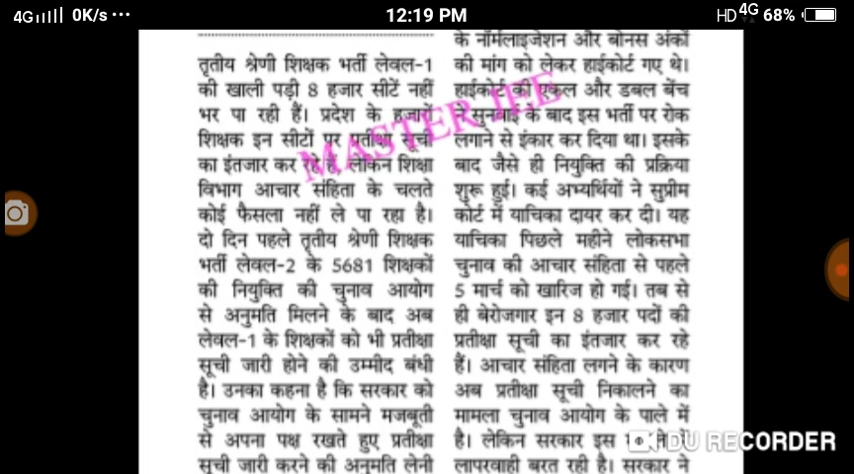 4G 0K/s ...
12:19 PM
HD 4G 68%
तृतीय श्रेणी शिक्षक भर्ती लेवल-1
की खाली पड़ी 8 हजार सीटें नहीं
भर पा रही हैं। प्रदेश के हजारों
शिक्षक इन सीटों पर प्रतीक्षा सूची
का इंतजार कर रहे हैं, लेकिन शिक्षा
विभाग आचार संहिता के चलते
कोई फैसला नहीं ले पा रहा है।
दो दिन पहले तृतीय श्रेणी शिक्षक
भर्ती लेवल-2 के 5681 शिक्षकों
की नियुक्ति की चुनाव आयोग
से अनुमति मिलने के बाद अब
लेवल-1 के शिक्षकों को भी प्रतीक्षा
सूची जारी होने की उम्मीद बंधी
है। उनका कहना है कि सरकार को
चुनाव आयोग के सामने मजबूती
से अपना पक्ष रखते हुए प्रतीक्षा
सूची जारी करने की अनुमति लेनी
के नॉर्मलाइजेशन और बोनस अंकों
की मांग को लेकर हाईकोर्ट गए थे।
हाईकोर्ट की एकल और डबल बेंच
ने सुनवाई के बाद इस भर्ती पर रोक
लगाने से इंकार कर दिया था। इसके
बाद जैसे ही नियुक्ति की प्रक्रिया
शुरू हुई। कई अभ्यर्थियों ने सुप्रीम
कोर्ट में याचिका दायर कर दी। यह
याचिका पिछले महीने लोकसभा
चुनाव की आचार संहिता से पहले
5 मार्च को खारिज हो गई। तब से
ही बेरोजगार इन 8 हजार पदों की
प्रतीक्षा सूची का इंतजार कर रहे
हैं। आचार संहिता लगने के कारण
अब प्रतीक्षा सूची निकालने का
मामला चुनाव आयोग के पाले में
है। लेकिन सरकार इस में
लापरवाही बरत रही है। सरकार ने
MASTER JEE
DU RECORDER